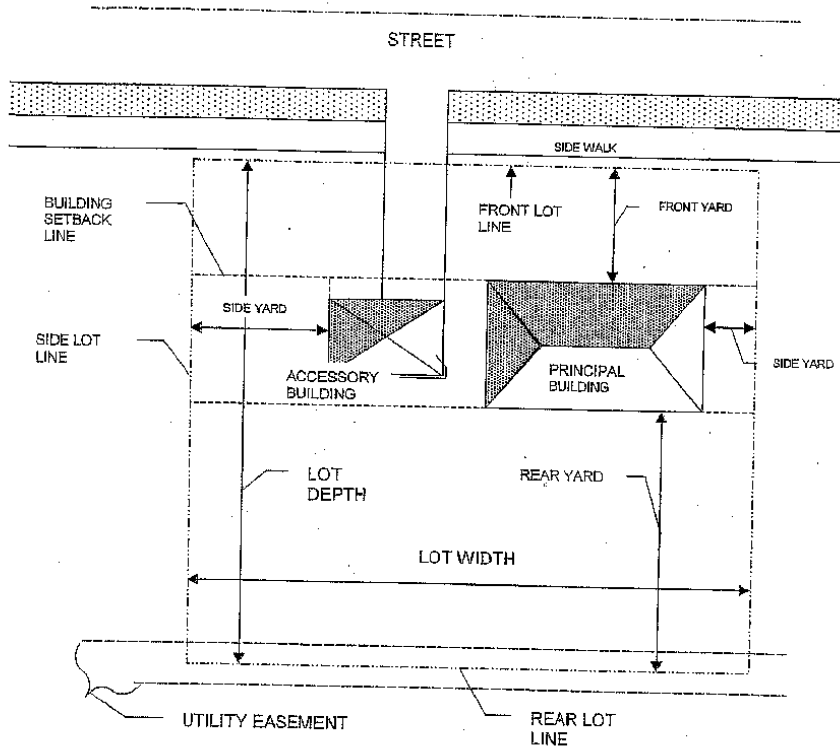 STREET
SIDE WALK
BUILDING
SETBACK
LINE
FRONT LOT
LINE
FRONT YARD
SIDE YARD
SIDE LOT
LINE
SIDE YARD
ACCESSORY
BUILDING
PRINCIPAL
BUILDING
LOT
DEPTH
REAR YARD
LOT WIDTH
UTILITY EASEMENT
REAR LOT
LINE